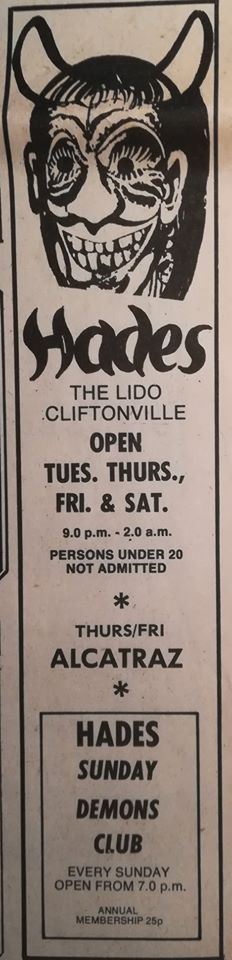 Hades
THE LIDO
CLIFTONVILLE
OPEN
TUES. THURS.,
FRI. & SAT.
9.0 p.m. - 2.0 a.m.
PERSONS UNDER 20
NOT ADMITTED
*
THURS/FRI
ALCATRAZ
*
HADES
SUNDAY
DEMONS
CLUB
EVERY SUNDAY
OPEN FROM 7.0 p.m.
ANNUAL
MEMBERSHIP 25p